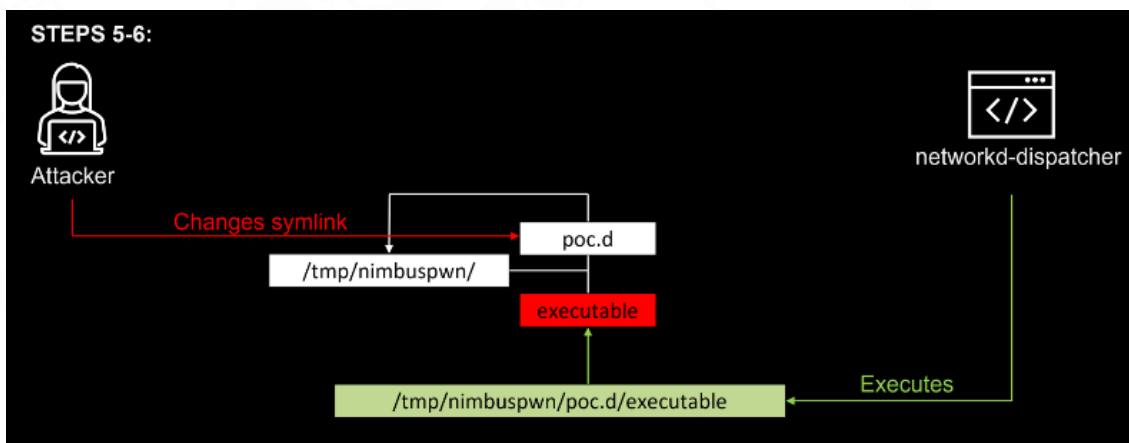 STEPS 5-6:
</>
</>
Attacker
networkd-dispatcher
Changes symlink
poc.d
/tmp/nimbuspwn/
executable
Executes
/tmp/nimbuspwn/poc.d/executable